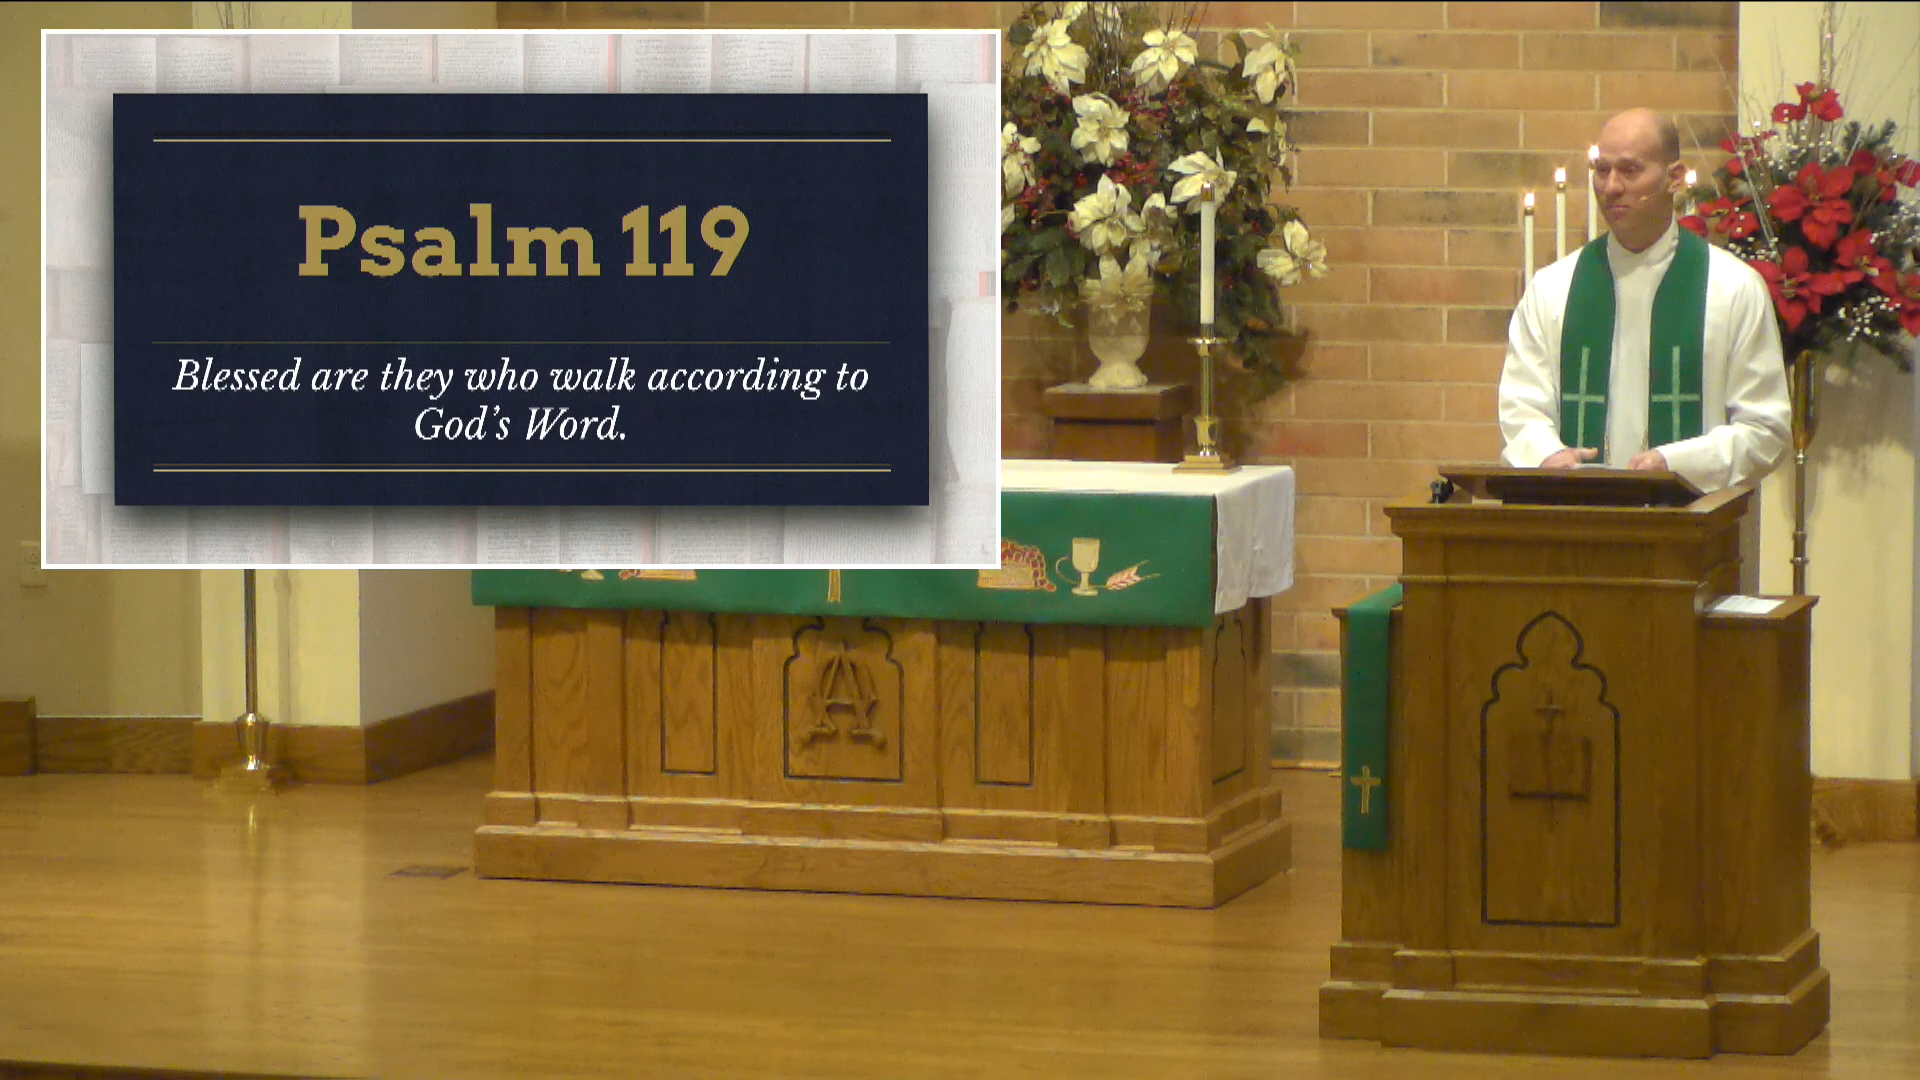 Psalm 119
Blessed are they who walk according to
God’s Word.